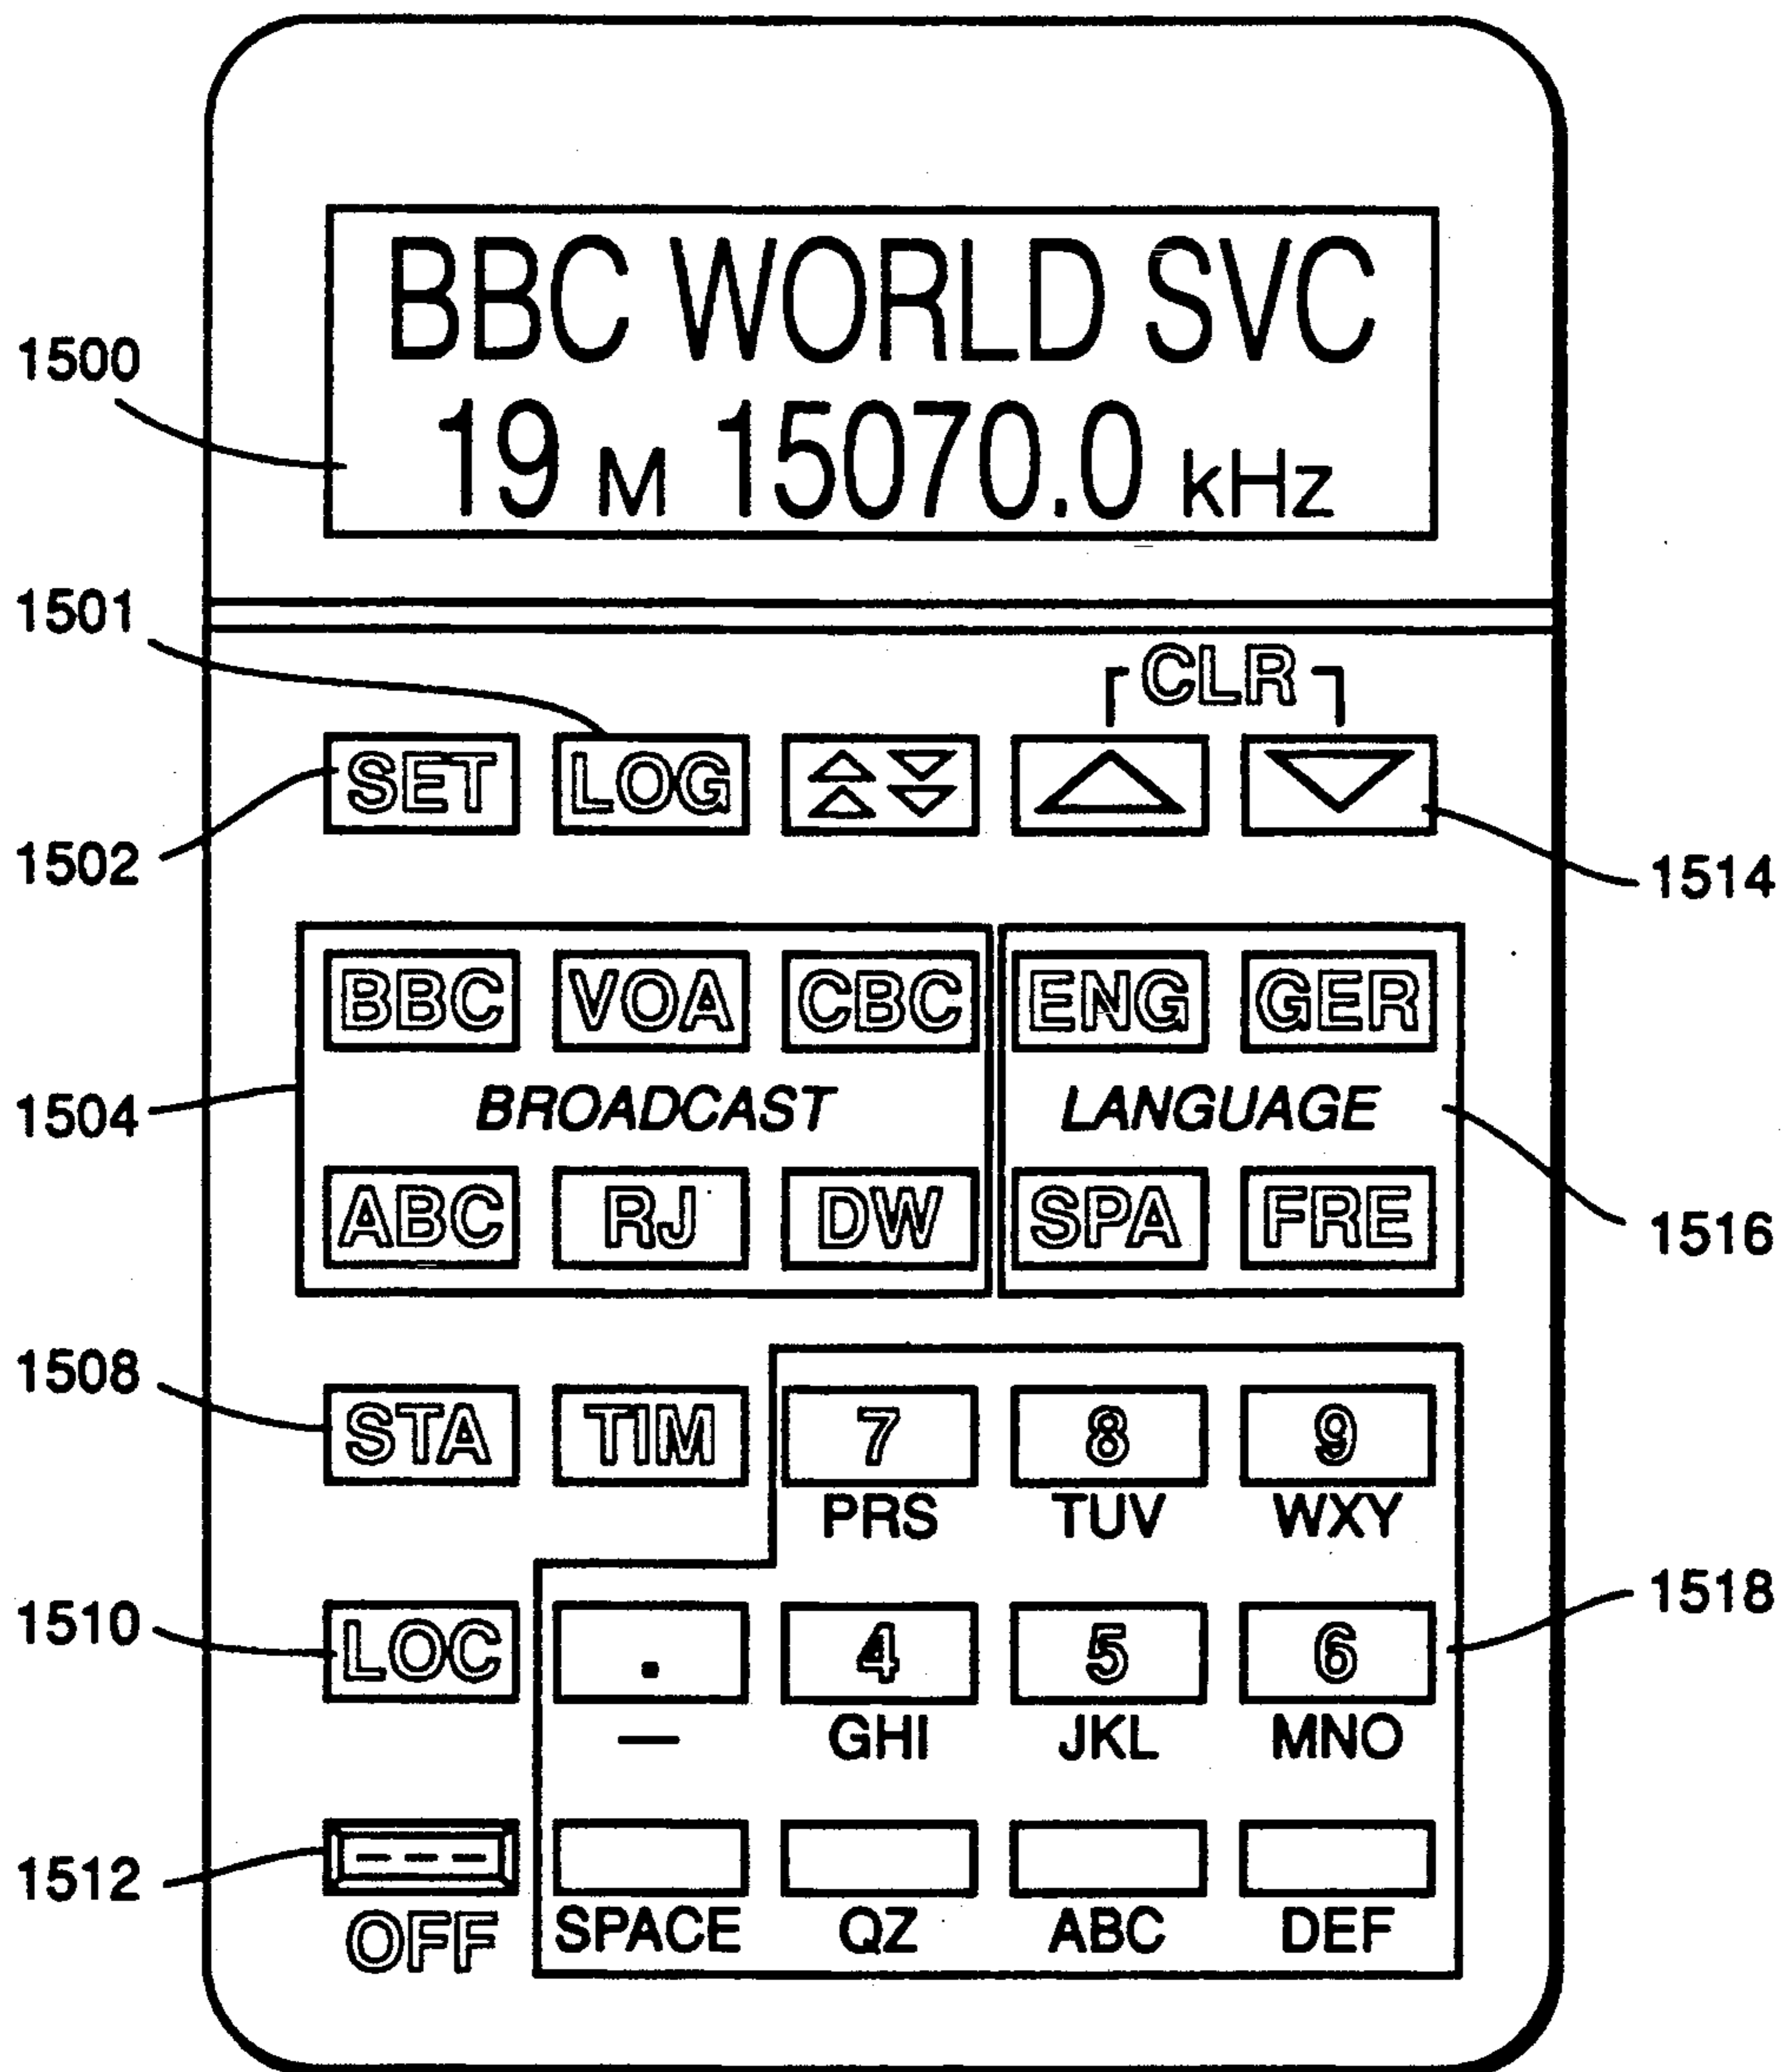 BBC WORLD SVC
1500
19 M 15070.0 kHz
1501
CLR
SET LOG
1502
1514
BBC VOA CBC ENG GER
1504
BROADCAST LANGUAGE
ABC RJ DW SPA FRE
1516
1508
STA TIM 7 8 9
PRS TUV WXY
1518
1510
LOC . 4 5 6
— GHI JKL MNO
1512
---
OFF SPACE QZ ABC DEF